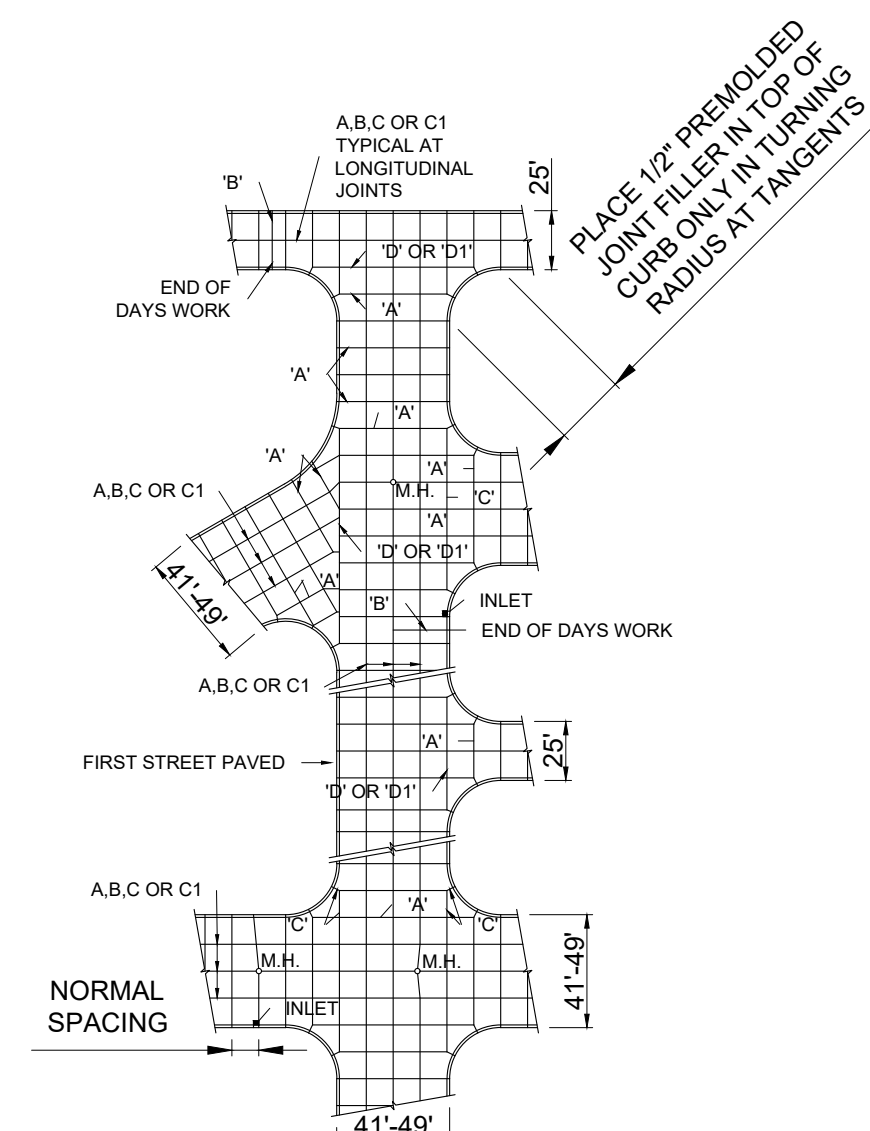 A,B,C OR C1
TYPICAL AT
LONGITUDINAL
JOINTS
'B'
25'
PLACE 1/2" PREMOLDED
JOINT FILLER IN TOP OF
CURB ONLY IN TURNING
RADIUS AT TANGENTS
'D' OR 'D1'
END OF
DAYS WORK
'A'
'A'
'A'
'A'
'A'
M.H.
'C'
A,B,C OR C1
'A'
'D' OR 'D1'
'A'
41'-49'
'B'
INLET
END OF DAYS WORK
A,B,C OR C1
'A'
25'
FIRST STREET PAVED
'D' OR 'D1'
A,B,C OR C1
'A'
'C'
'C'
M.H.
M.H.
41'-49'
NORMAL
SPACING
INLET
41'-49'